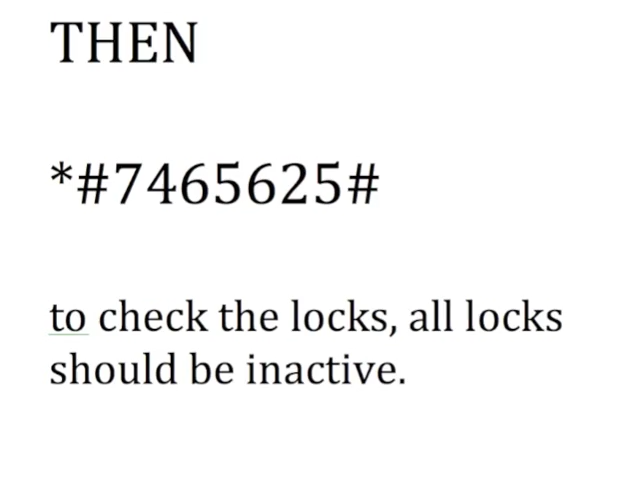 THEN
*#7465625#
to check the locks, all locks
should be inactive.